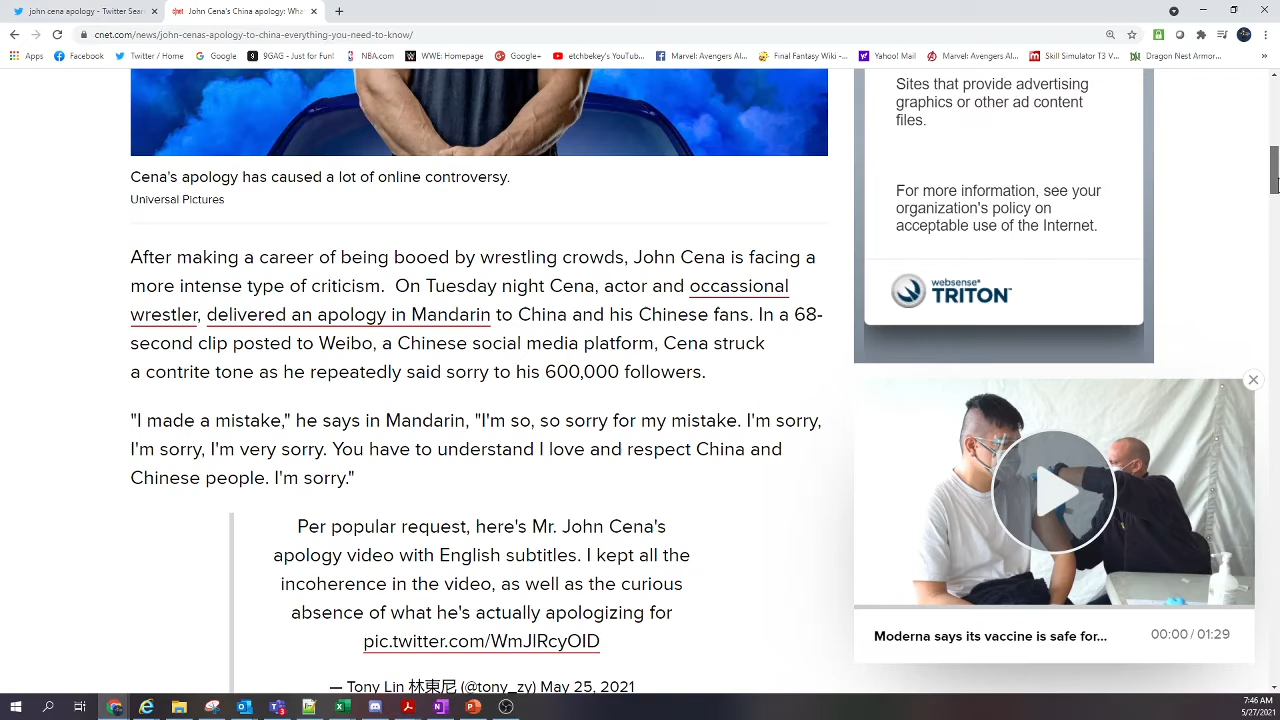 john cena apology - Twitter Sear
John Cena's China apology: Wha
cnet.com/news/john-cenas-apology-to-china-everything-you-need-to-know/
Apps
Facebook
Twitter / Home
Google
9GAG - Just for Fun!
NBA.com
WWE: Homepage
Google+
etchbekey's YouTub...
Marvel: Avengers Al...
Final Fantasy Wiki -...
Yahoo Mail
Marvel: Avengers Al...
Skill Simulator T3 V...
Dragon Nest Armor...
Cena's apology has caused a lot of online controversy.
Universal Pictures
After making a career of being booed by wrestling crowds, John Cena is facing a
more intense type of criticism. On Tuesday night Cena, actor and occassional
wrestler, delivered an apology in Mandarin to China and his Chinese fans. In a 68-
second clip posted to Weibo, a Chinese social media platform, Cena struck
a contrite tone as he repeatedly said sorry to his 600,000 followers.
"I made a mistake," he says in Mandarin, "I'm so, so sorry for my mistake. I'm sorry,
I'm sorry, I'm very sorry. You have to understand I love and respect China and
Chinese people. I'm sorry."
Per popular request, here's Mr. John Cena's
apology video with English subtitles. I kept all the
incoherence in the video, as well as the curious
absence of what he's actually apologizing for
pic.twitter.com/WmJlRcyOID
— Tony Lin 林東尼 (@tony_zy) May 25, 2021
Sites that provide advertising
graphics or other ad content
files.
For more information, see your
organization's policy on
acceptable use of the Internet.
websense®
TRITON™
Moderna says its vaccine is safe for...
00:00 / 01:29
7:46 AM
5/27/2021